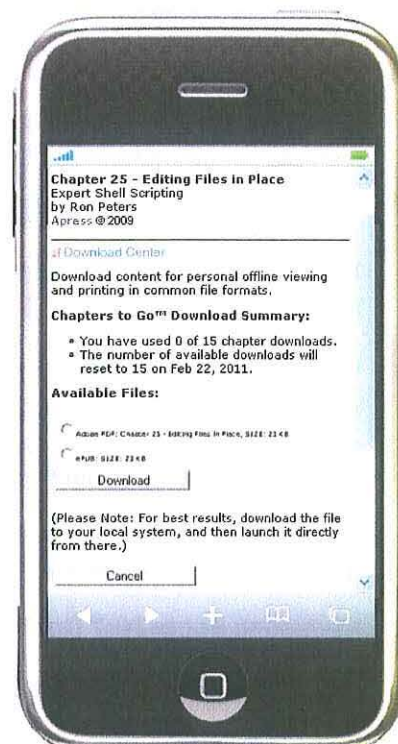 Chapter 25 - Editing Files in Place
Expert Shell Scripting
by Ron Peters
Apress © 2009
Download Center
Download content for personal offline viewing
and printing in common file formats.
Chapters to Go™ Download Summary:
You have used 0 of 15 chapter downloads.
The number of available downloads will
reset to 15 on Feb 22, 2011.
Available Files:
PDF: Chapter 25 - Editing Files in Place, SIZE: 23 KB
ePUB: SIZE: 23 KB
Download
(Please Note: For best results, download the file
to your local system, and then launch it directly
from there.)
Cancel